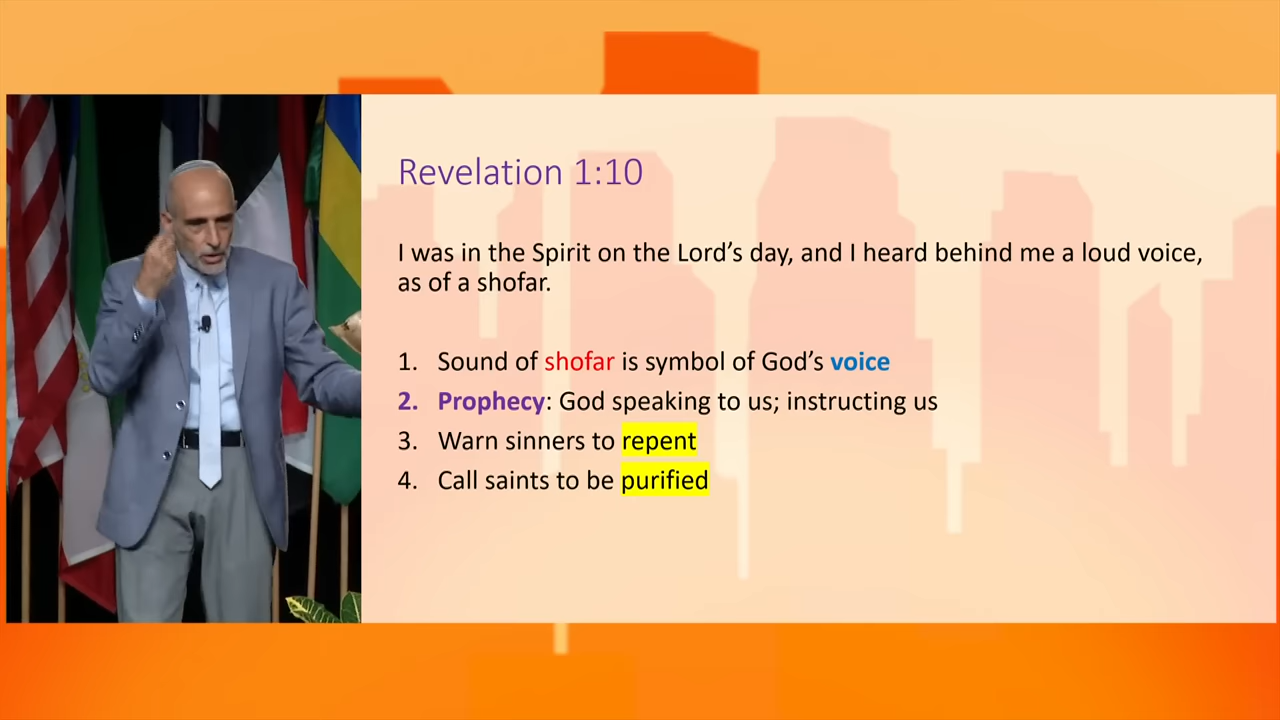 Revelation 1:10
I was in the Spirit on the Lord’s day, and I heard behind me a loud voice,
as of a shofar.
1. Sound of shofar is symbol of God’s voice
2. Prophecy: God speaking to us; instructing us
3. Warn sinners to repent
4. Call saints to be purified